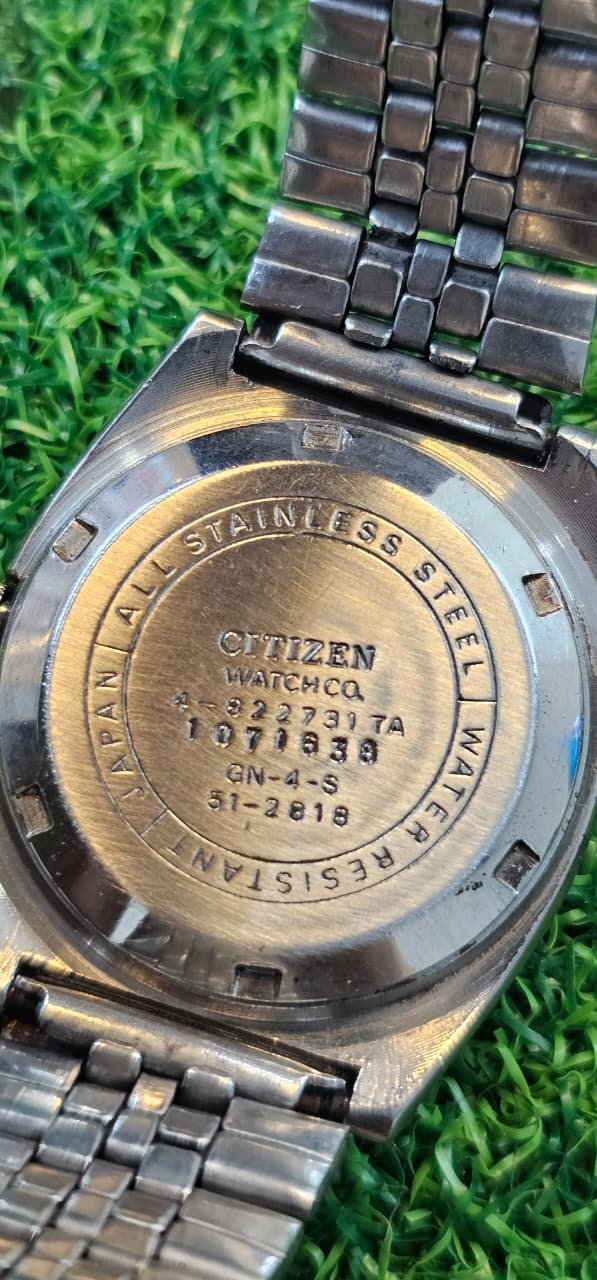 ALL STAINLESS STEEL
WATER RESISTANT
JAPAN
CITIZEN
WATCH CO.
4-822731 TA
1071638
GN-4-S
51-2818